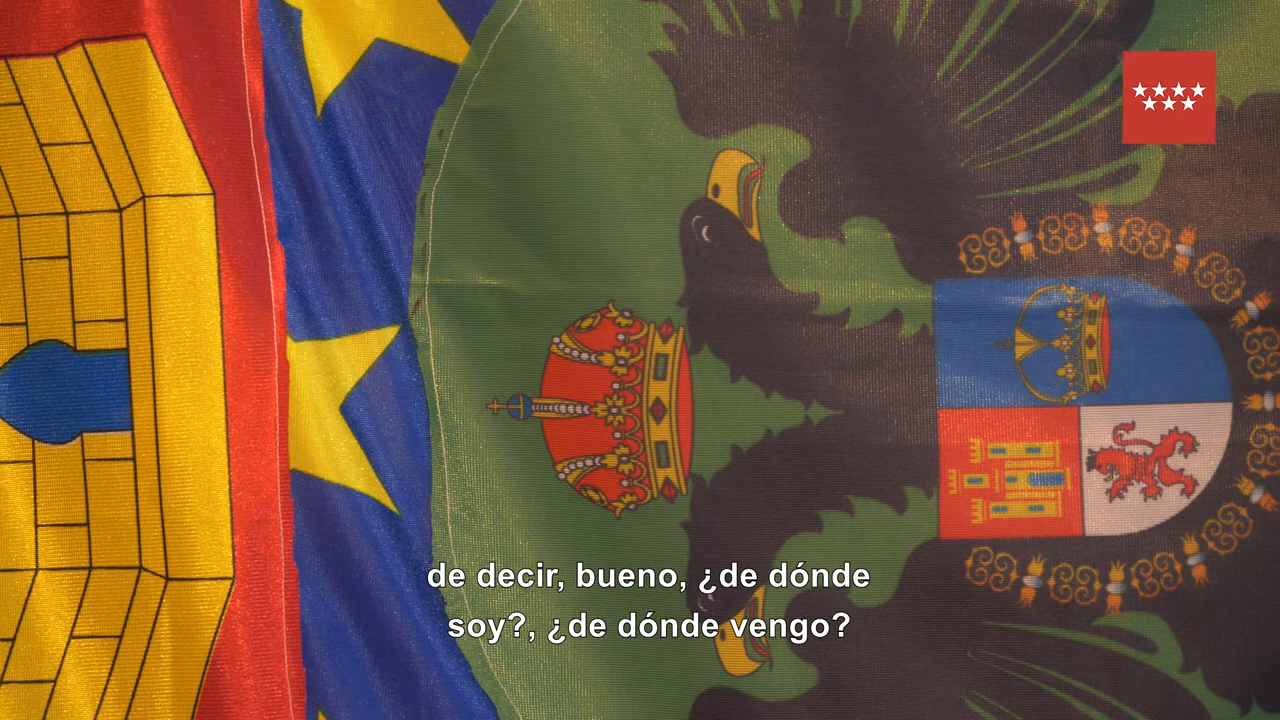 de decir, bueno, ¿de dónde
soy?, ¿de dónde vengo?